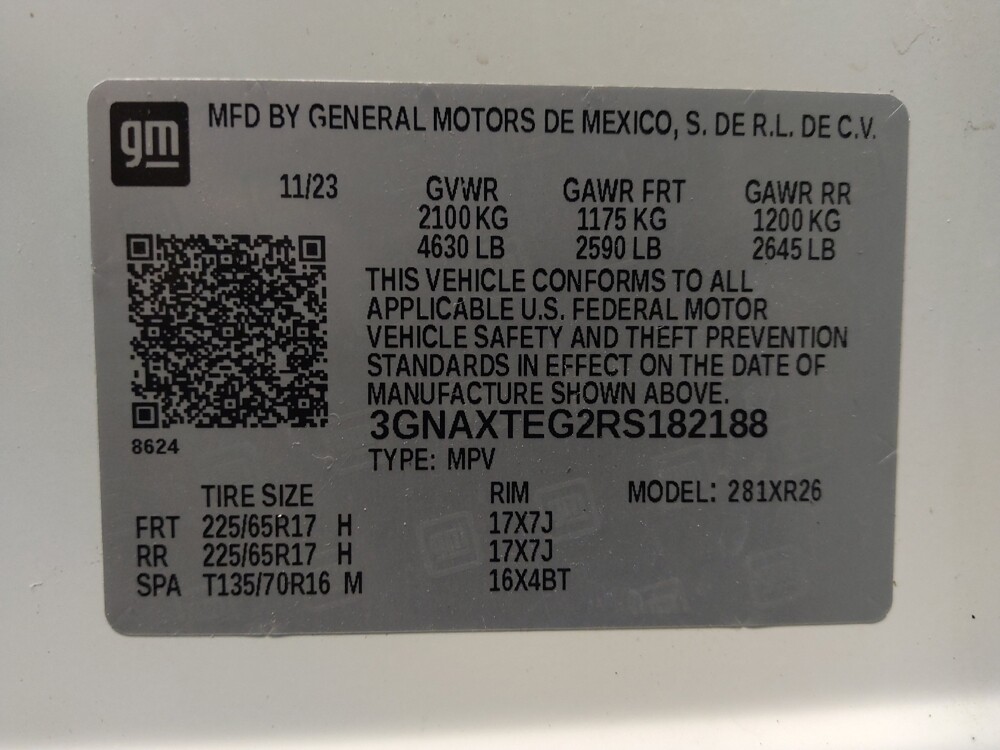 gm
MFD BY GENERAL MOTORS DE MEXICO, S. DE R.L. DE C.V.
11/23 GVWR GAWR FRT GAWR RR
2100 KG 1175 KG 1200 KG
4630 LB 2590 LB 2645 LB
THIS VEHICLE CONFORMS TO ALL
APPLICABLE U.S. FEDERAL MOTOR
VEHICLE SAFETY AND THEFT PREVENTION
STANDARDS IN EFFECT ON THE DATE OF
MANUFACTURE SHOWN ABOVE.
3GNAXTEG2RS182188
8624
TYPE: MPV
TIRE SIZE RIM MODEL: 281XR26
FRT 225/65R17 H 17X7J
RR 225/65R17 H 17X7J
SPA T135/70R16 M 16X4BT